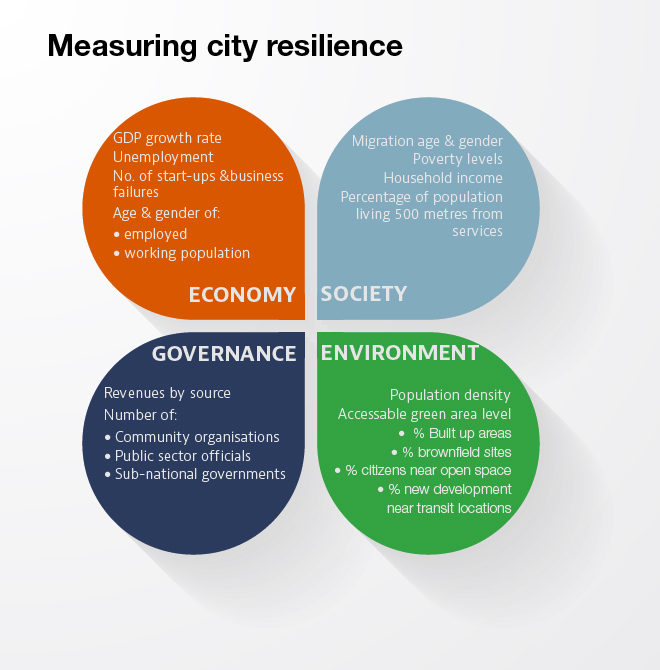 Measuring city resilience
GDP growth rate
Unemployment
No. of start-ups &business
failures
Age & gender of:
• employed
• working population
ECONOMY
Migration age & gender
Poverty levels
Household income
Percentage of population
living 500 metres from
services
SOCIETY
GOVERNANCE
Revenues by source
Number of:
• Community organisations
• Public sector officials
• Sub-national governments
ENVIRONMENT
Population density
Accessable green area level
• % Built up areas
• % brownfield sites
• % citizens near open space
• % new development
near transit locations